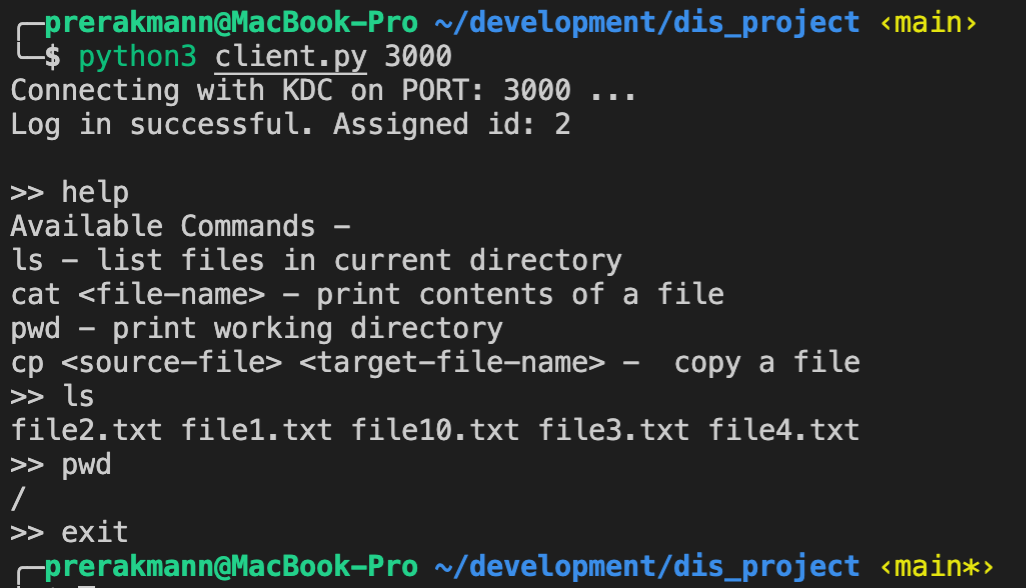 ╭─prerakmann@MacBook-Pro ~/development/dis_project ‹main›
╰─$ python3 client.py 3000
Connecting with KDC on PORT: 3000 ...
Log in successful. Assigned id: 2
>> help
Available Commands -
ls - list files in current directory
cat <file-name> - print contents of a file
pwd - print working directory
cp <source-file> <target-file-name> -  copy a file
>> ls
file2.txt file1.txt file10.txt file3.txt file4.txt
>> pwd
/
>> exit
╭─prerakmann@MacBook-Pro ~/development/dis_project ‹main*›